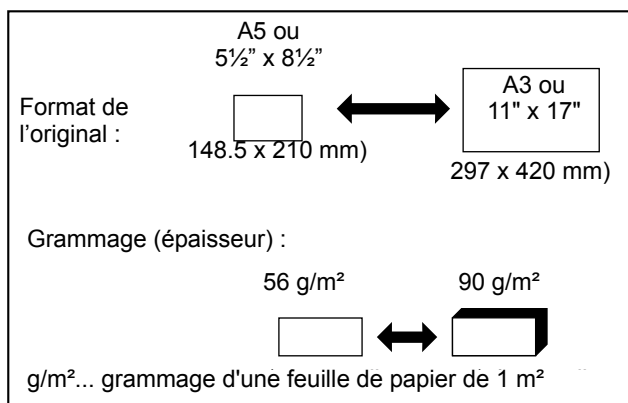 A5 ou
5½” x 8½”
A3 ou
11" x 17"
Format de
l’original :
148.5 x 210 mm)
297 x 420 mm)
Grammage (épaisseur) :
56 g/m²
90 g/m²
g/m²... grammage d'une feuille de papier de 1 m²